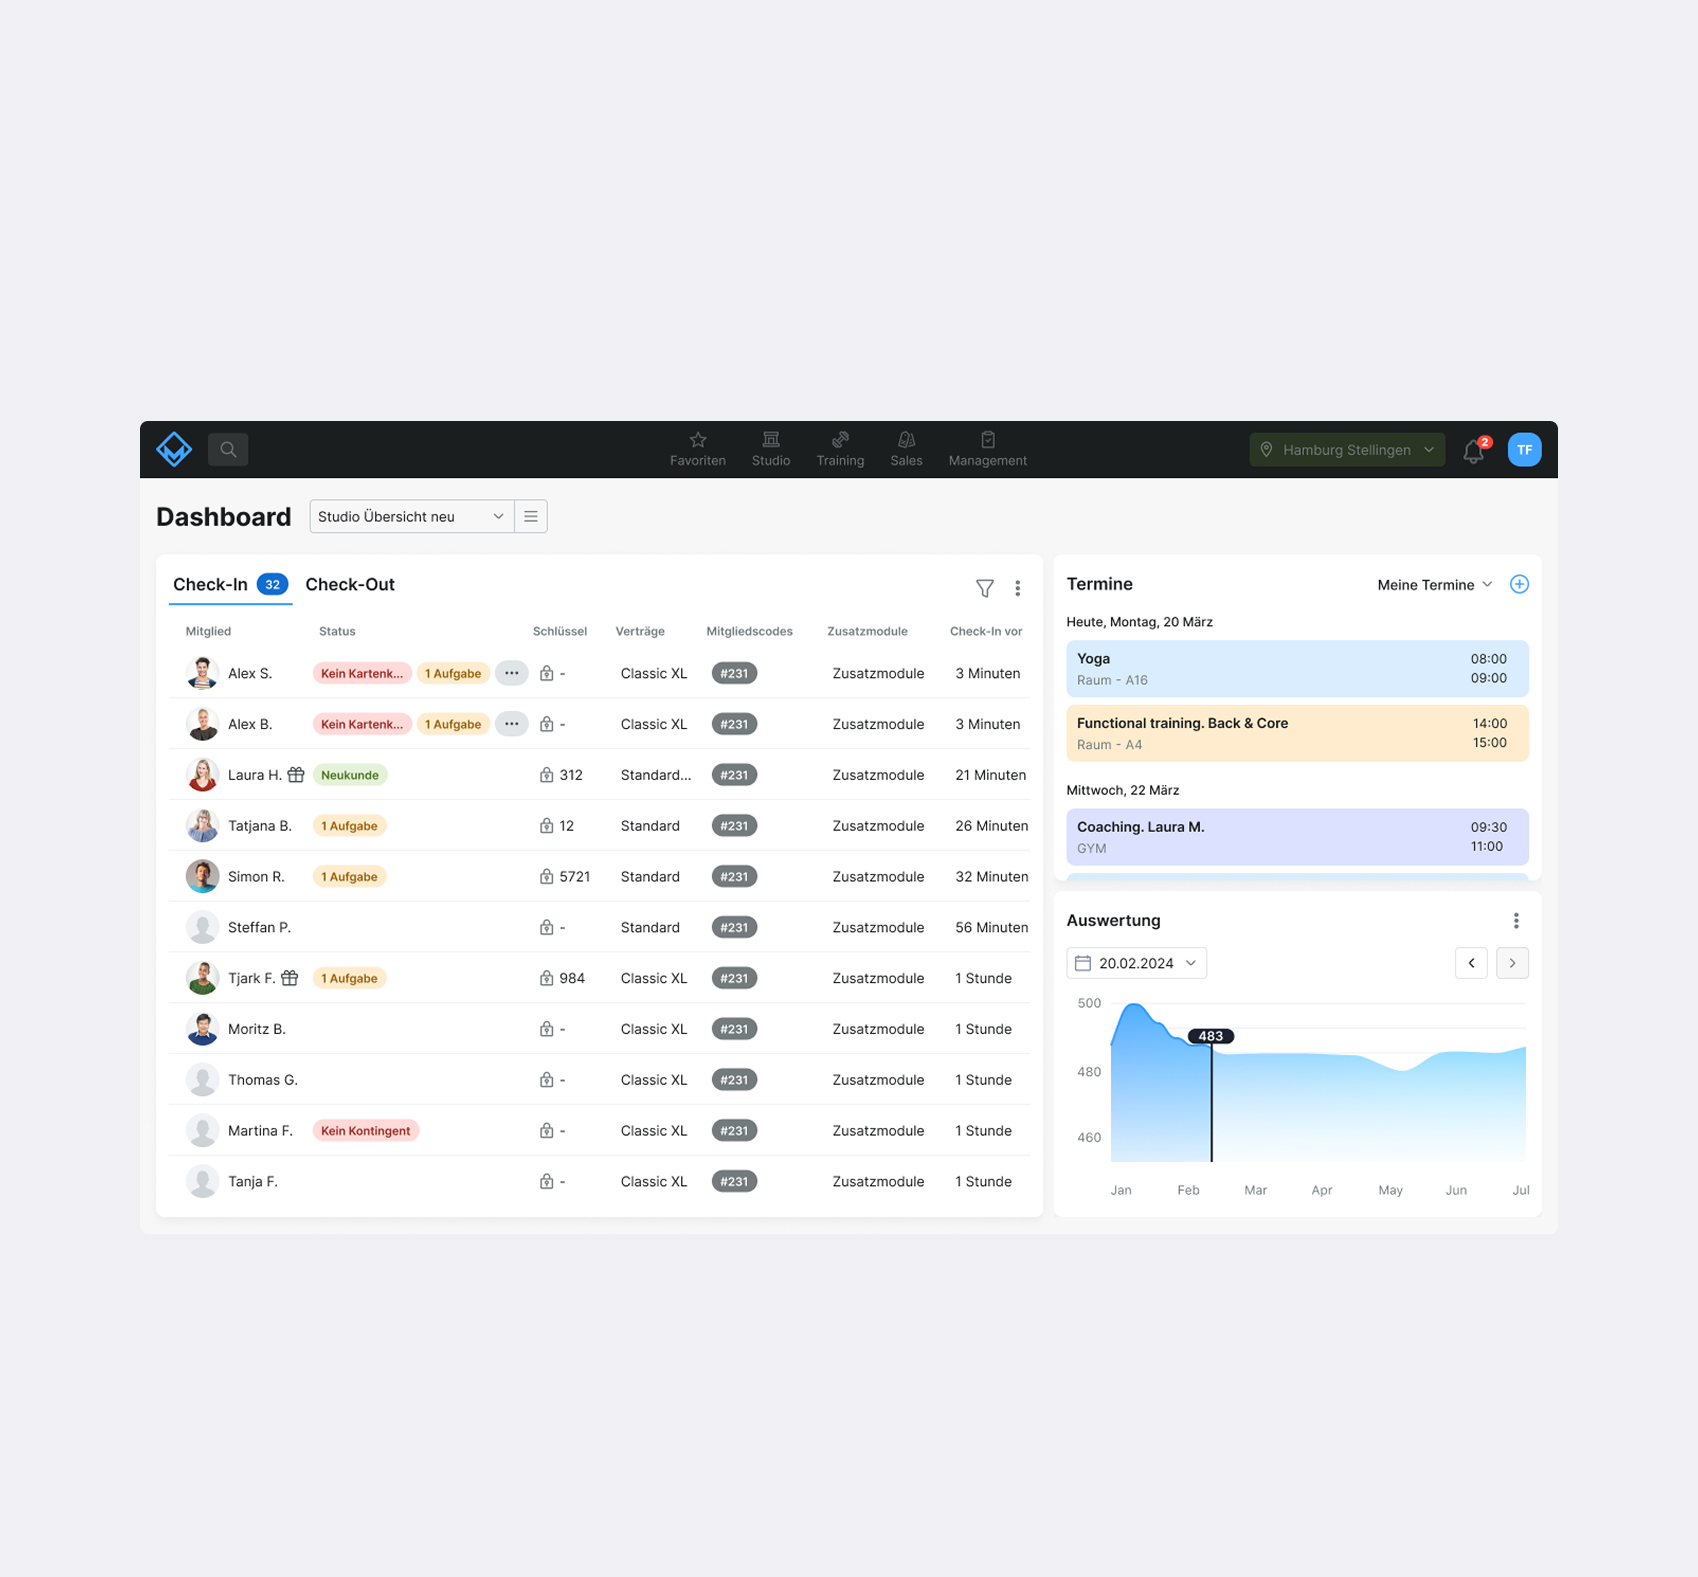 Favoriten Studio Training Sales Management
Hamburg Stellingen 2 TF
Dashboard Studio Übersicht neu
Check-In 32 Check-Out
Mitglied Status Schlüssel Verträge Mitgliedscodes Zusatzmodule Check-In vor
Alex S. Kein Kartenk... 1 Aufgabe ... - Classic XL #231 Zusatzmodule 3 Minuten
Alex B. Kein Kartenk... 1 Aufgabe ... - Classic XL #231 Zusatzmodule 3 Minuten
Laura H. Neukunde 312 Standard... #231 Zusatzmodule 21 Minuten
Tatjana B. 1 Aufgabe 12 Standard #231 Zusatzmodule 26 Minuten
Simon R. 1 Aufgabe 5721 Standard #231 Zusatzmodule 32 Minuten
Steffan P. - Standard #231 Zusatzmodule 56 Minuten
Tjark F. 1 Aufgabe 984 Classic XL #231 Zusatzmodule 1 Stunde
Moritz B. - Classic XL #231 Zusatzmodule 1 Stunde
Thomas G. - Classic XL #231 Zusatzmodule 1 Stunde
Martina F. Kein Kontingent - Classic XL #231 Zusatzmodule 1 Stunde
Tanja F. - Classic XL #231 Zusatzmodule 1 Stunde
Termine Meine Termine
Heute, Montag, 20 März
Yoga 08:00
Raum - A16 09:00
Functional training. Back & Core 14:00
Raum - A4 15:00
Mittwoch, 22 März
Coaching. Laura M. 09:30
GYM 11:00
Auswertung
20.02.2024
500
483
480
460
Jan Feb Mar Apr May Jun Jul